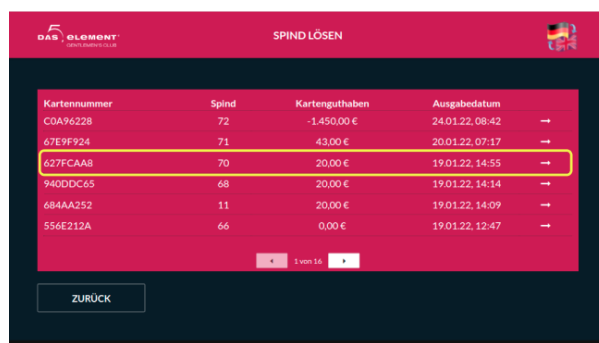 DAS 5. ELEMENT
GENTLEMEN'S CLUB
SPIND LÖSEN
Kartennummer Spind Kartenguthaben Ausgabedatum
C0A96228 72 -1.450,00 € 24.01.22, 08:42 →
67E9F924 71 43,00 € 20.01.22, 07:17 →
627FCAA8 70 20,00 € 19.01.22, 14:55 →
940DDC65 68 20,00 € 19.01.22, 14:14 →
684AA252 11 20,00 € 19.01.22, 14:09 →
556E212A 66 0,00 € 19.01.22, 12:47 →
1 von 16
ZURÜCK